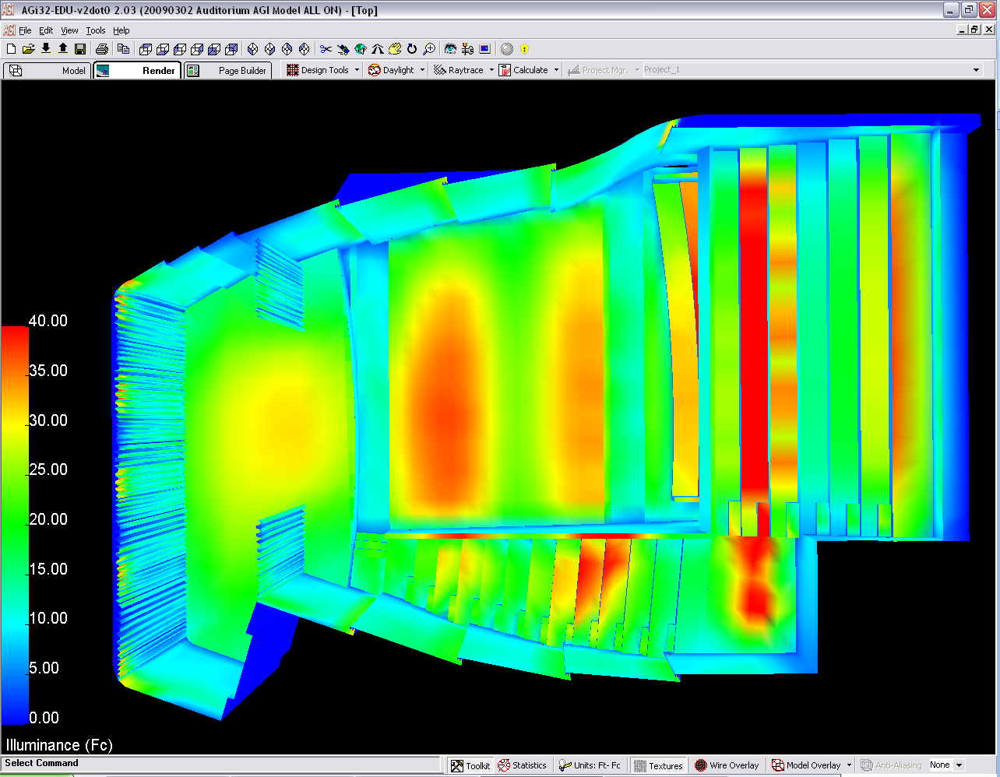 AGi32-EDU-v2dot0 2.03 (20090302 Auditorium AGI Model ALL ON) - [Top]
File Edit View Tools Help
Model Render Page Builder Design Tools Daylight Raytrace Calculate Project Mgr. Project_1
40.00
35.00
30.00
25.00
20.00
15.00
10.00
5.00
0.00
Illuminance (Fc)
Select Command Toolkit Statistics Units: Ft- Fc Textures Wire Overlay Model Overlay Anti-Aliasing None